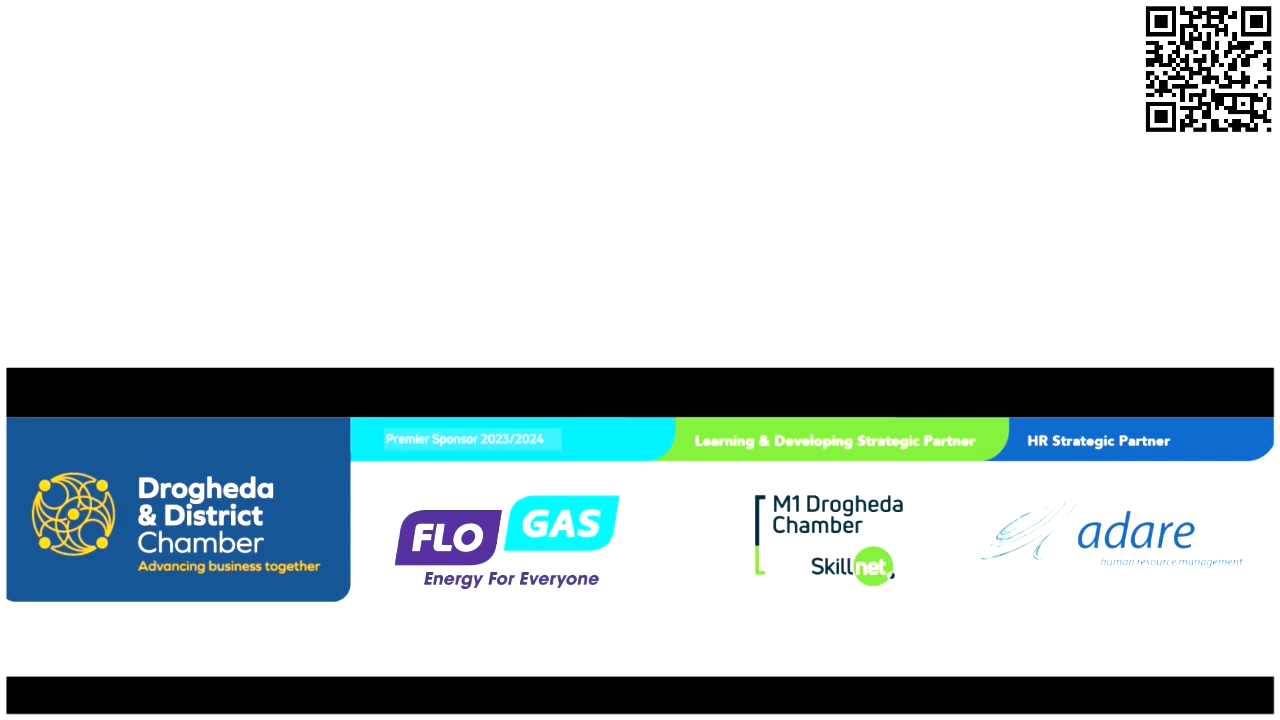 Premier Sponsor 2023/2024
Learning & Developing Strategic Partner
HR Strategic Partner
Drogheda
& District
Chamber
Advancing business together
FLO GAS
Energy For Everyone
M1 Drogheda
Chamber
Skillnet
adare
human resource management